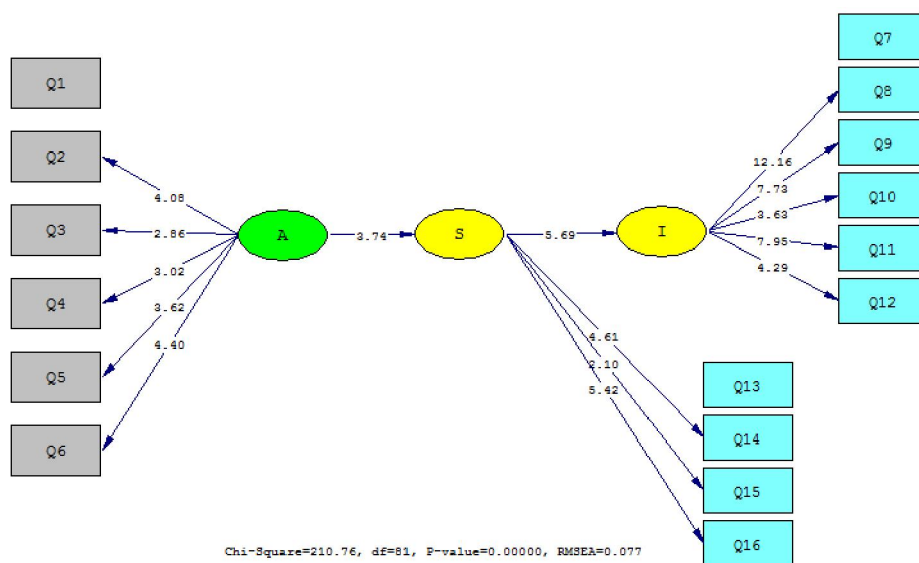 Q1
Q2
Q3
Q4
Q5
Q6
4.08
2.86
3.02
3.62
4.40
A
3.74
S
5.69
I
12.16
7.73
3.63
7.95
4.29
Q7
Q8
Q9
Q10
Q11
Q12
4.61
2.10
5.42
Q13
Q14
Q15
Q16
Chi-Square=210.76, df=81, P-value=0.00000, RMSEA=0.077